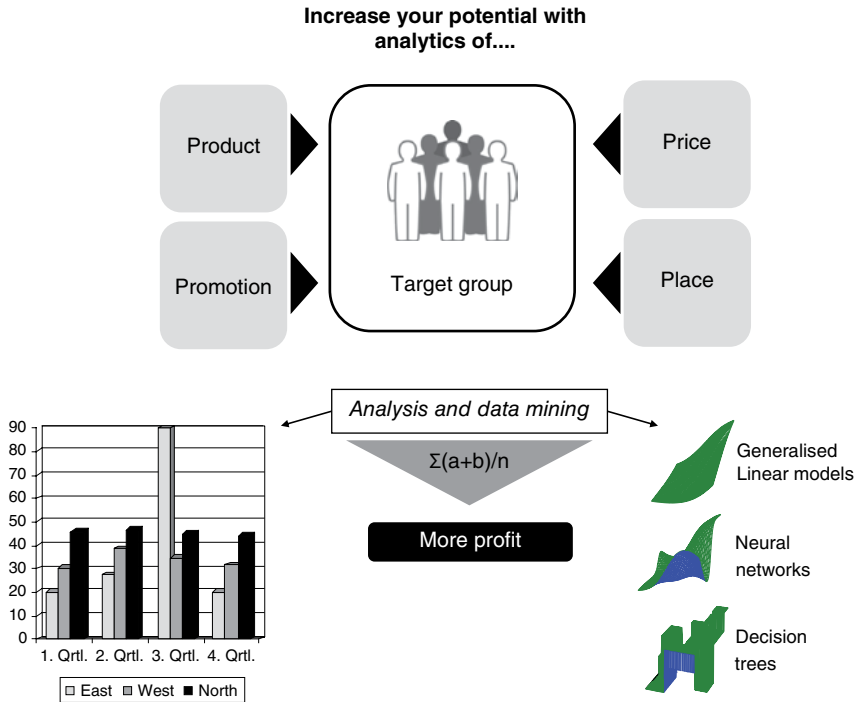 Increase your potential with
analytics of....
Product
Price
Promotion
Target group
Place
Analysis and data mining
Σ(a+b)/n
More profit
90
80
70
60
50
40
30
20
10
0
1. Qrtl. 2. Qrtl. 3. Qrtl. 4. Qrtl.
East West North
Generalised
Linear models
Neural
networks
Decision
trees